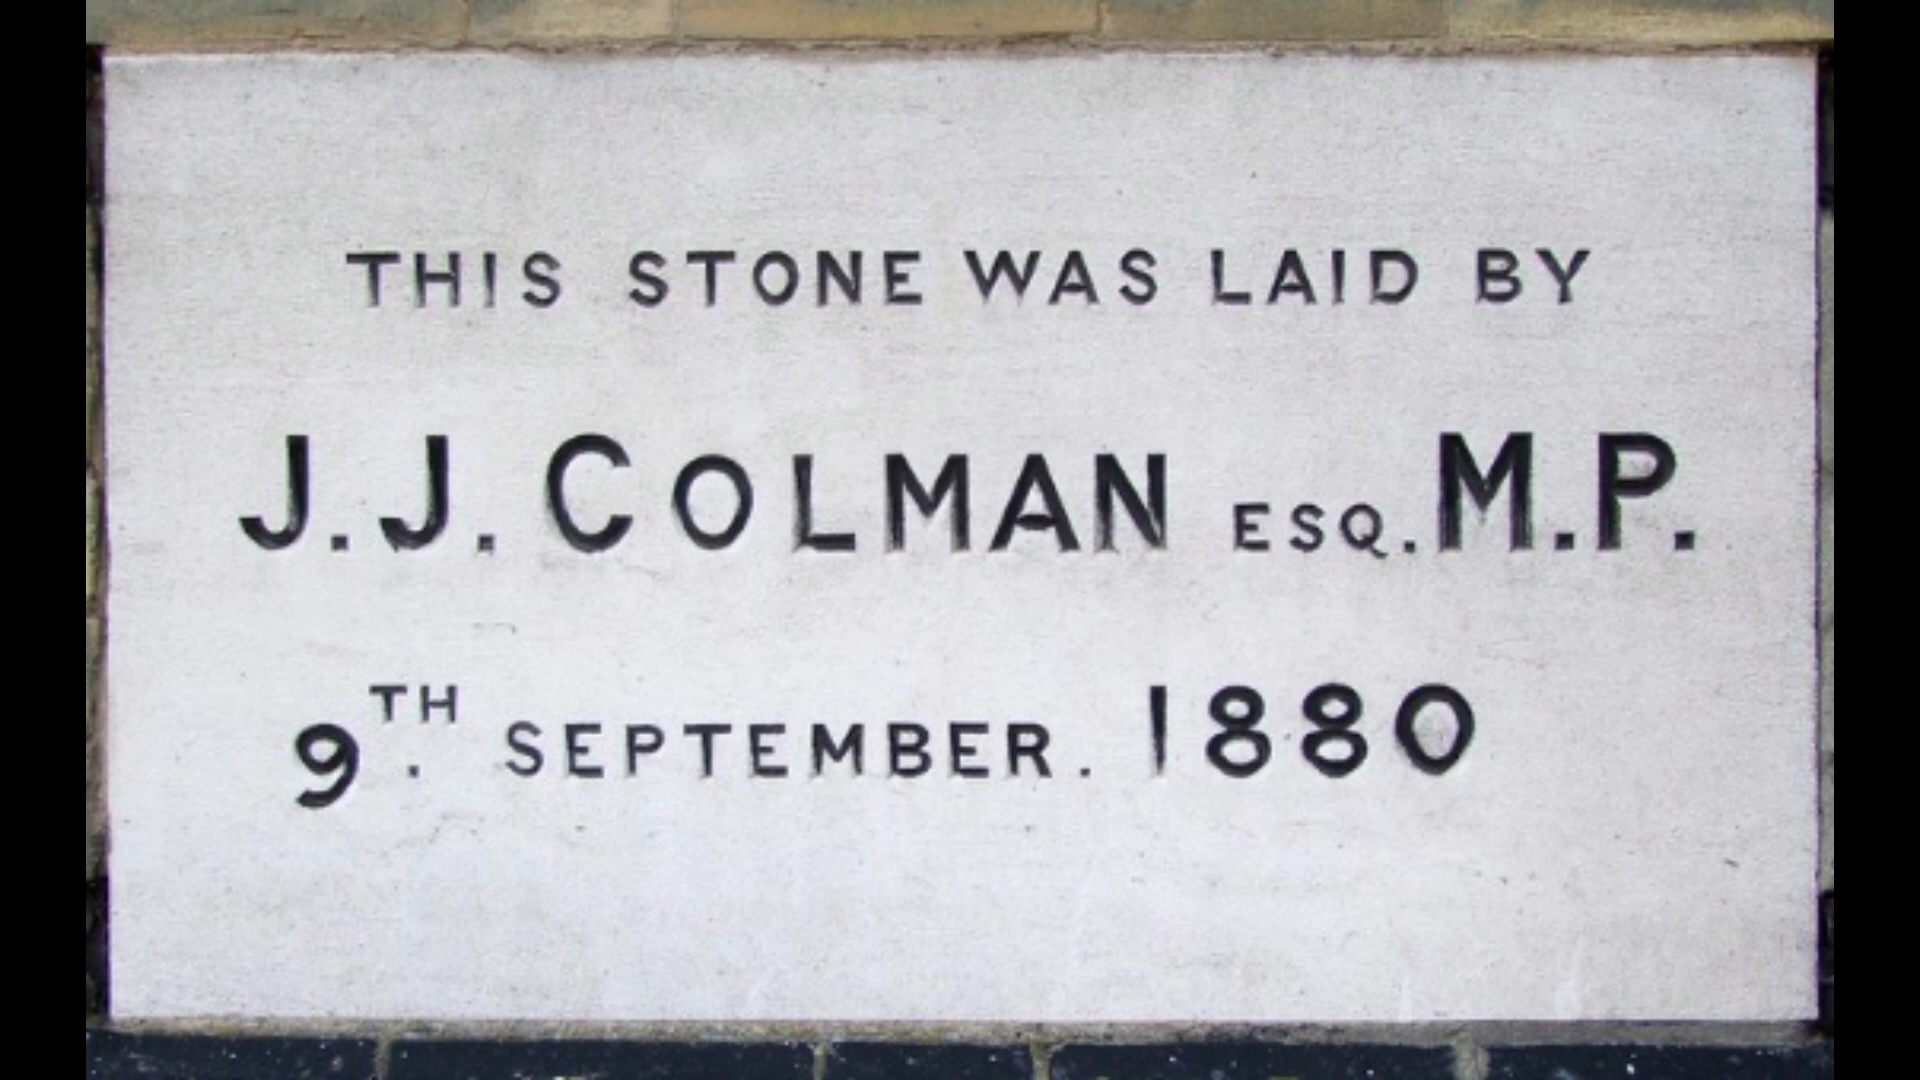 THIS STONE WAS LAID BY
J.J. COLMAN ESQ. M.P.
9TH. SEPTEMBER. 1880